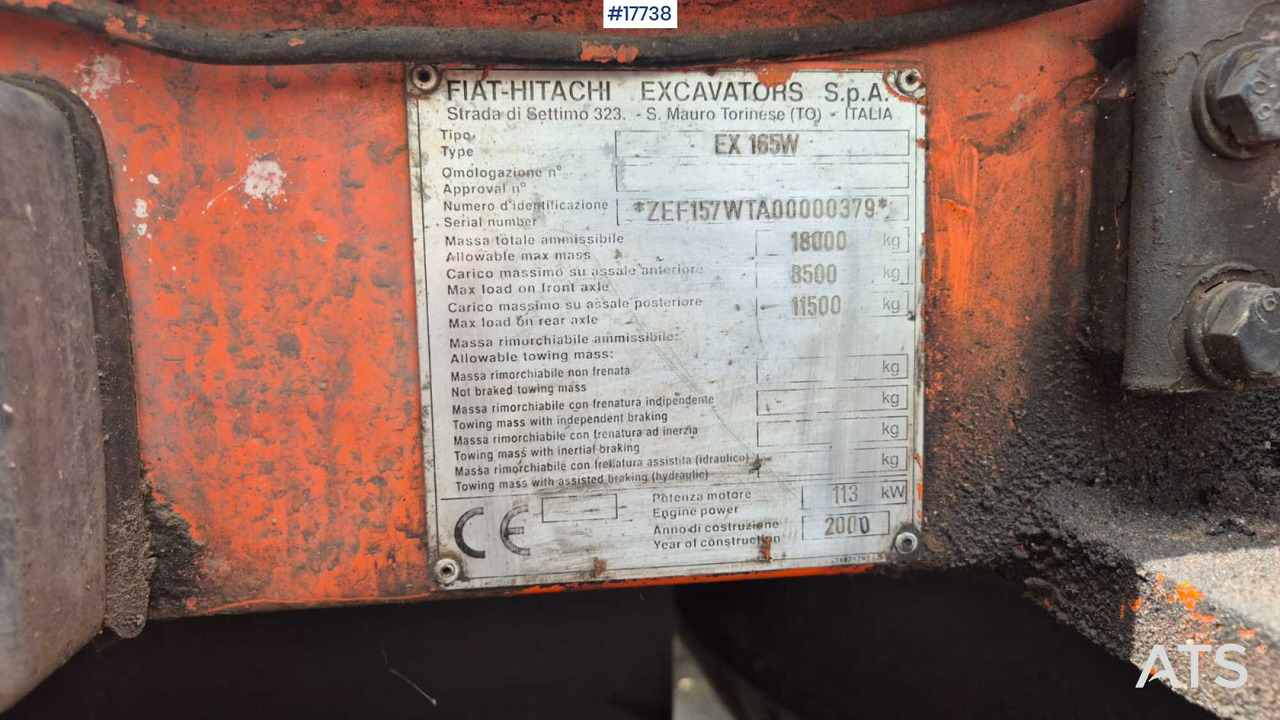 #17738
FIAT-HITACHI EXCAVATORS S.p.A.
Strada di Settimo 323. - S. Mauro Torinese (TO) - ITALIA
Tipo
Type
EX 165W
Omologazione n°
Approval n°
Numero d'identificazione
Serial number
*ZEF157WTA00000379*
Massa totale ammissibile
Allowable max mass
18000 kg
Carico massimo su assale anteriore
Max load on front axle
8500 kg
Carico massimo su assale posteriore
Max load on rear axle
11500 kg
Massa rimorchiabile ammissibile:
Allowable towing mass:
Massa rimorchiabile non frenata
Not braked towing mass
kg
Massa rimorchiabile con frenatura indipendente
Towing mass with independent braking
kg
Massa rimorchiabile con frenatura ad inerzia
Towing mass with inertial braking
kg
Massa rimorchiabile con frenatura assistita (idraulico)
Towing mass with assisted braking (hydraulic)
kg
CE
Potenza motore
Engine power
113 kW
Anno di costruzione
Year of construction
2000
ATS